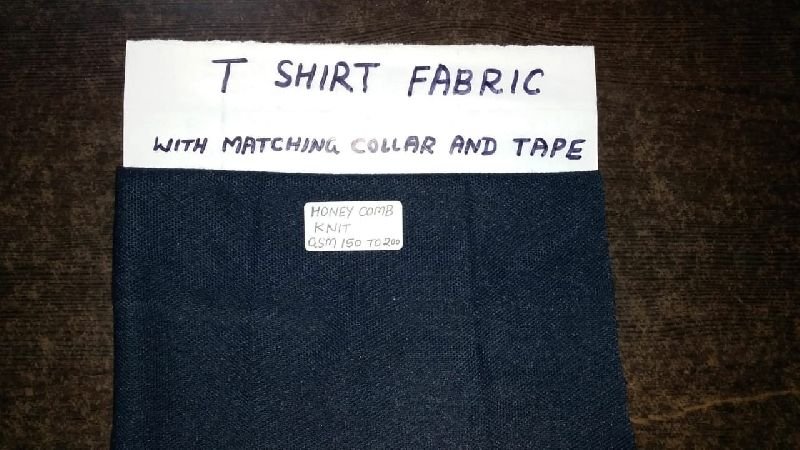 T SHIRT FABRIC
WITH MATCHING COLLAR AND TAPE
HONEY COMB
KNIT
GSM 150 TO 200